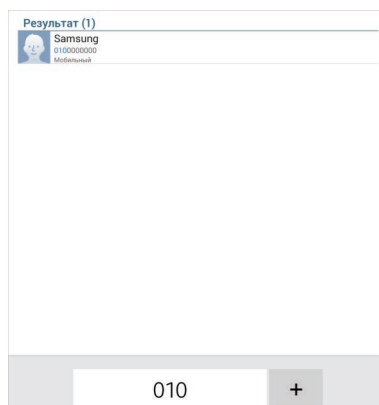 Результат (1)
Samsung
0100000000
Мобильный
010
+